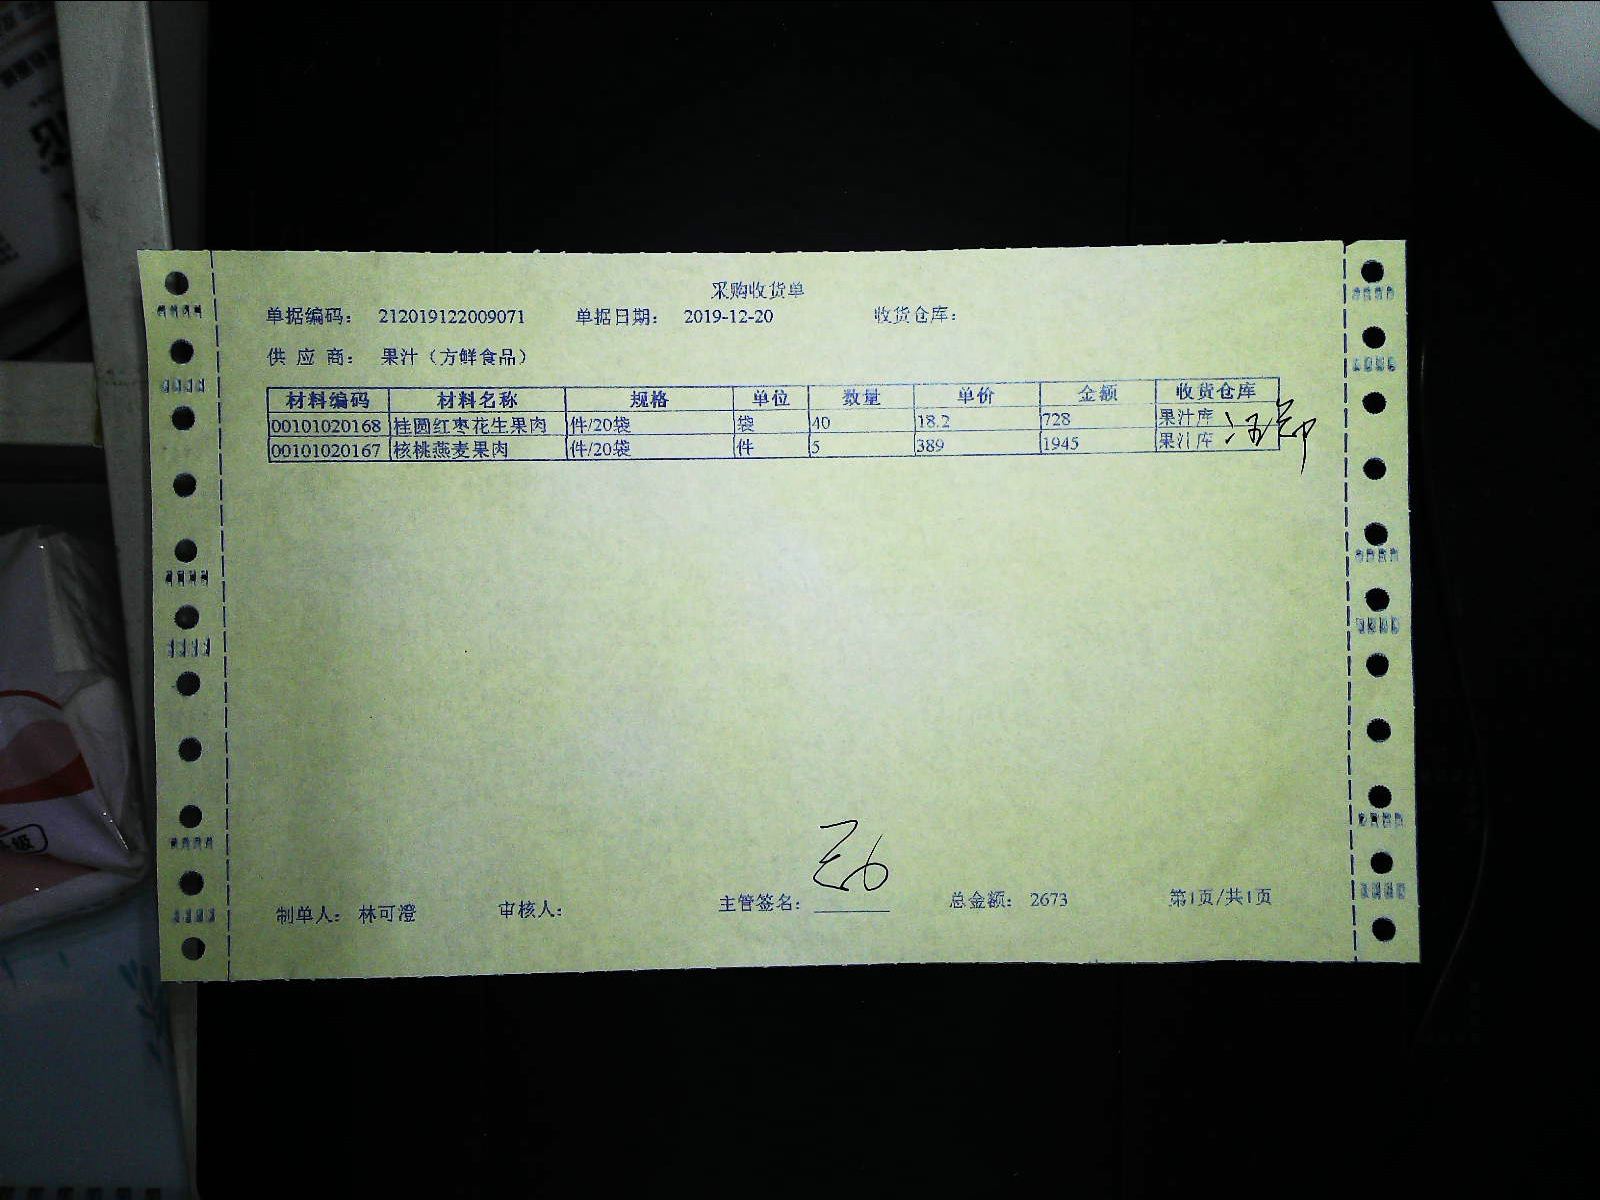 采购收货单
单据编码: 212019122009071 单据日期: 2019-12-20 收货仓库:
供应商: 果汁（方鲜食品）
材料编码 材料名称 规格 单位 数量 单价 金额 收货仓库
00101020168 桂圆红枣花生果肉 件/20袋 袋 40 18.2 728 果汁库
00101020167 核桃燕麦果肉 件/20袋 件 5 389 1945 果汁库
制单人: 林可澄 审核人: 主管签名: 总金额: 2673 第1页/共1页